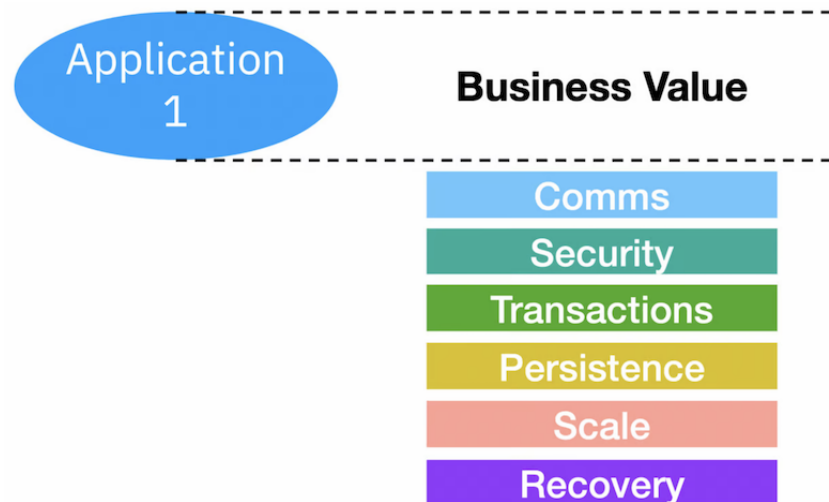 Application
1
Business Value
Comms
Security
Transactions
Persistence
Scale
Recovery